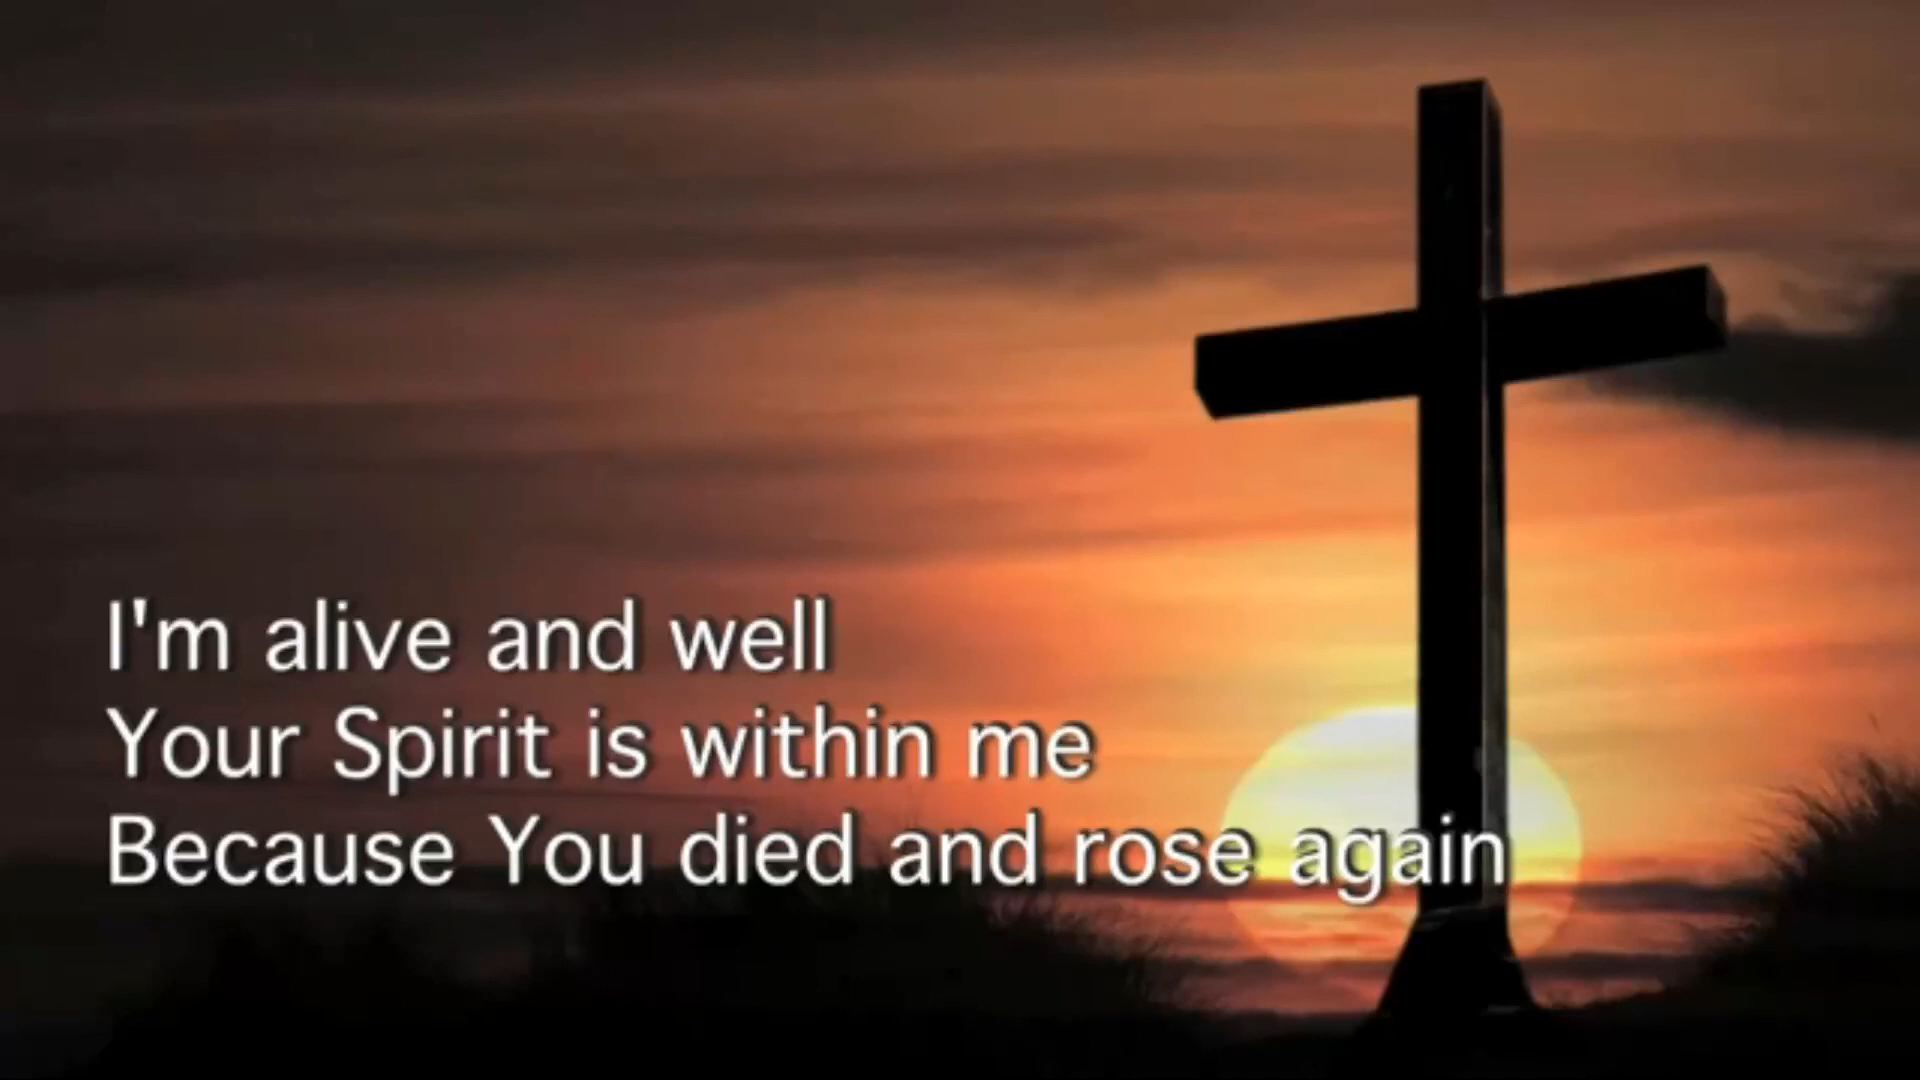 I'm alive and well
Your Spirit is within me
Because You died and rose again